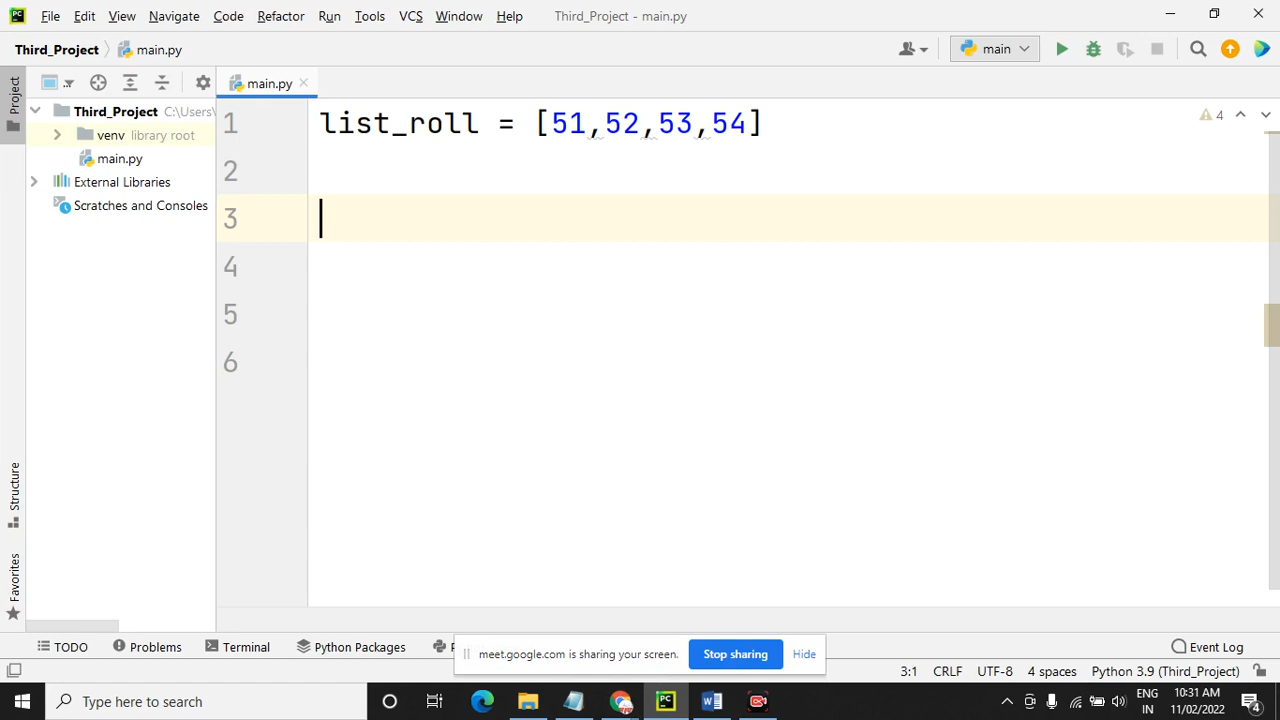 File Edit View Navigate Code Refactor Run Tools VCS Window Help Third_Project - main.py
Third_Project main.py main
main.py
Project
Third_Project C:\Users\
venv library root
main.py
External Libraries
Scratches and Consoles
1 list_roll = [51,52,53,54]
4
2
3
4
5
6
Structure
Favorites
TODO Problems Terminal Python Packages
meet.google.com is sharing your screen. Stop sharing Hide
Event Log
3:1 CRLF UTF-8 4 spaces Python 3.9 (Third_Project)
Type here to search
ENG
IN
10:31 AM
11/02/2022
4